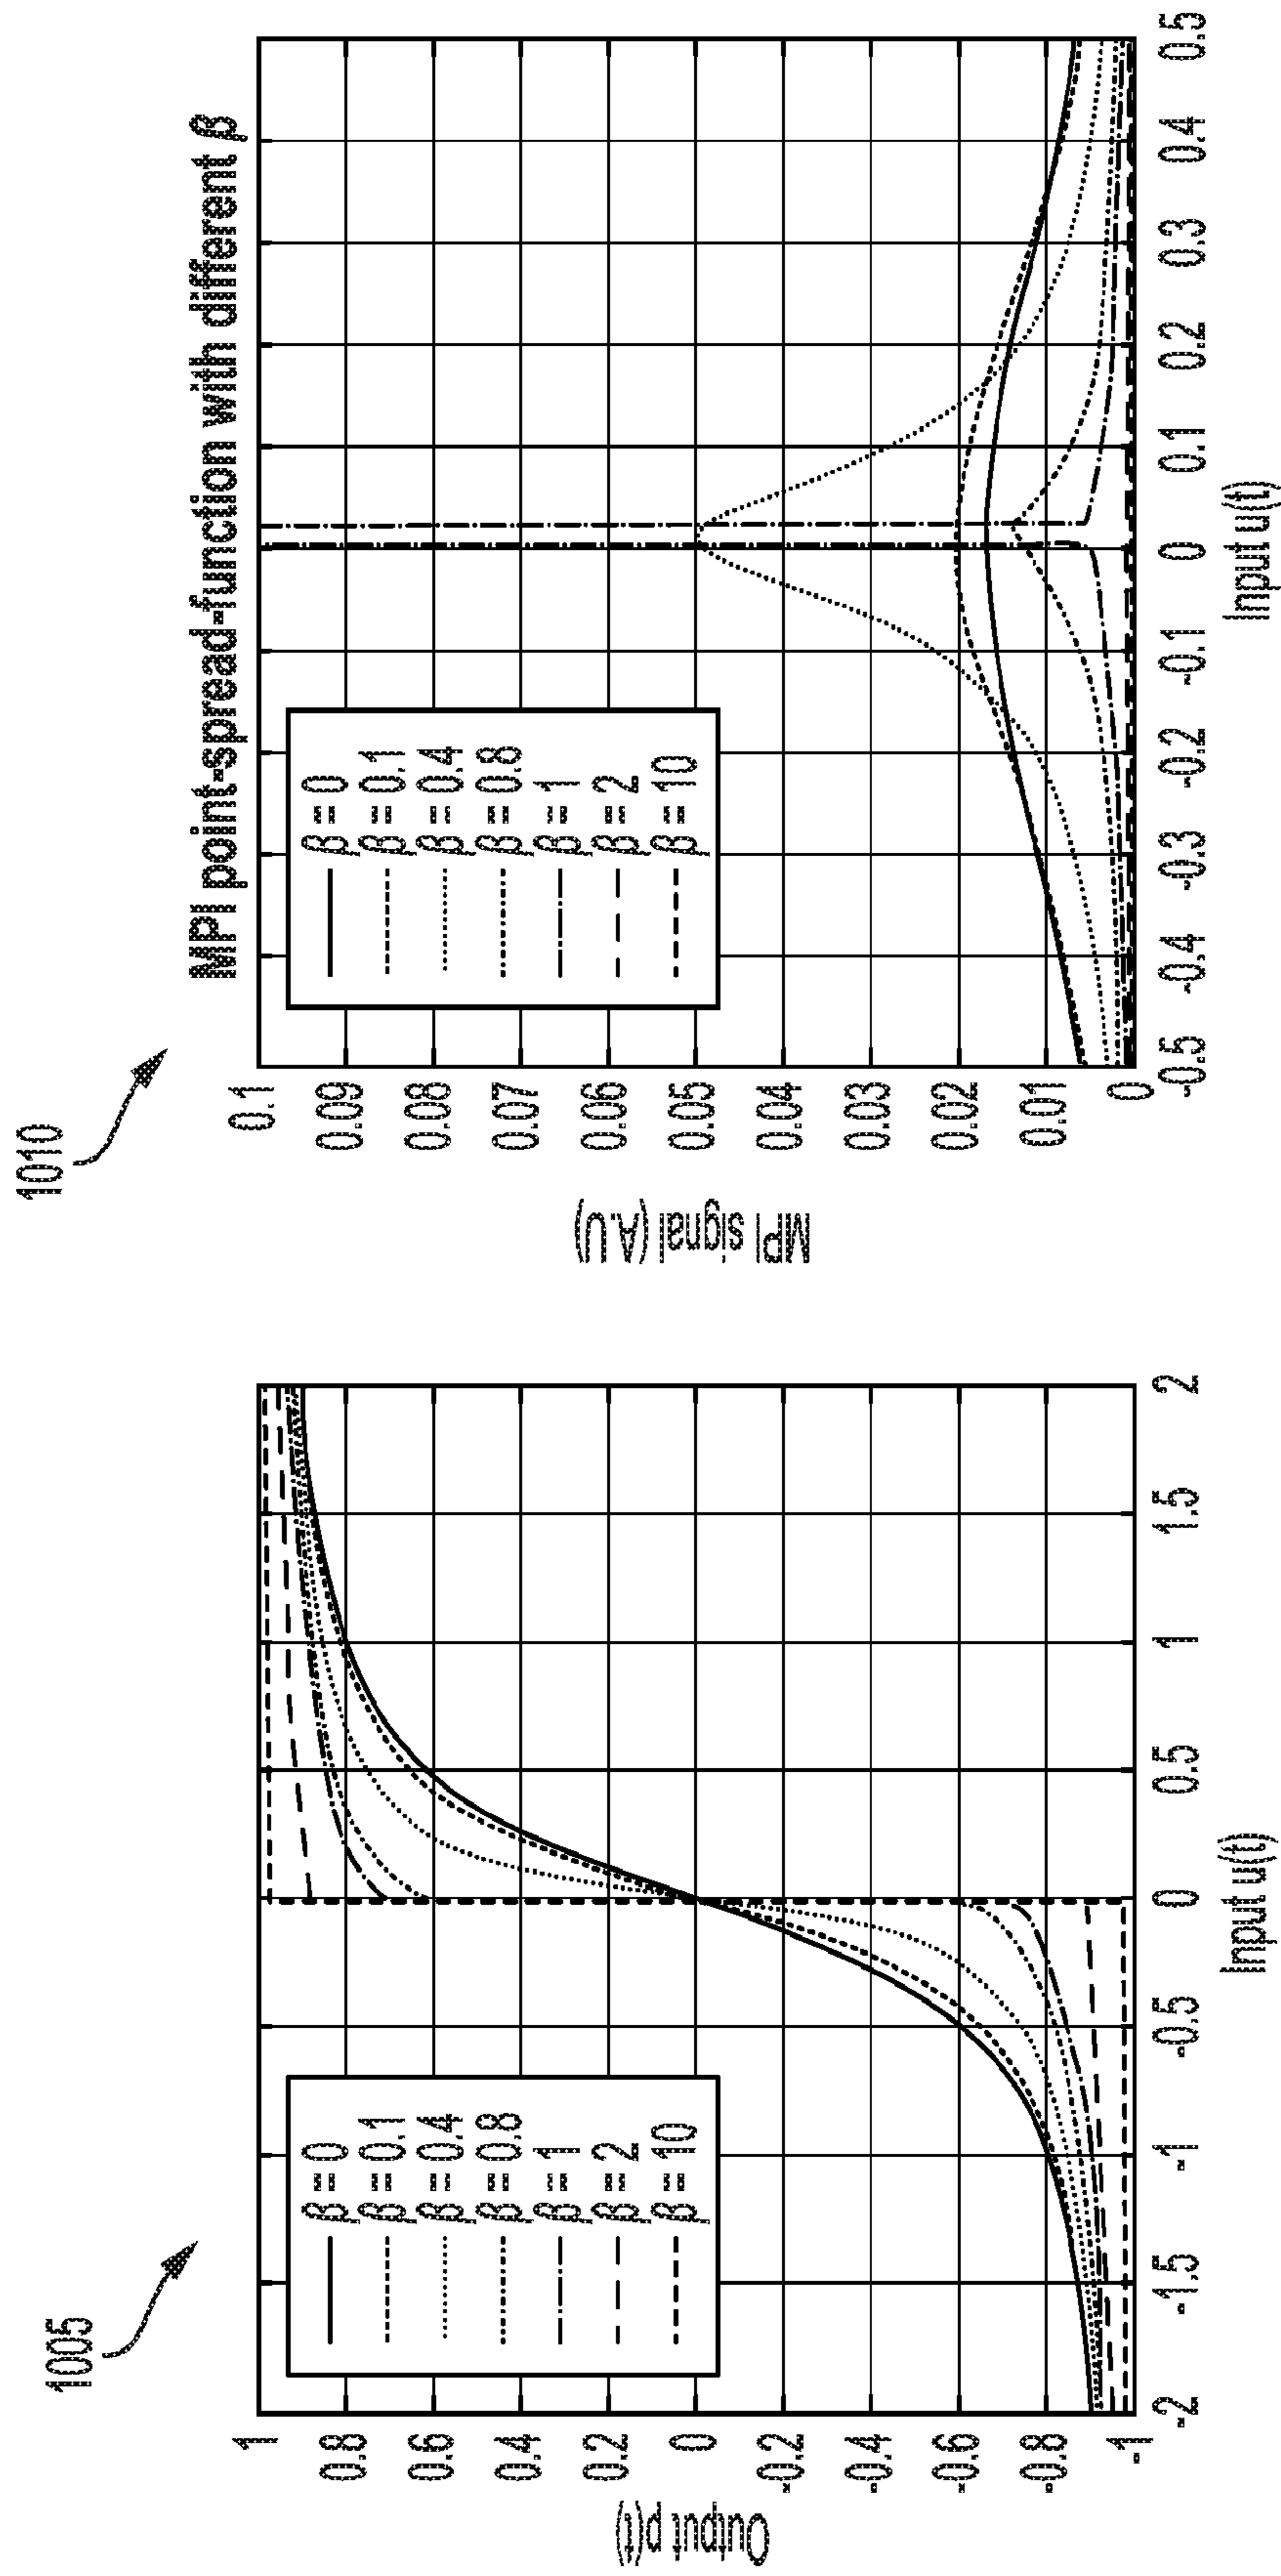 1005
Output p(t)
1
0.8
0.6
0.4
0.2
0
-0.2
-0.4
-0.6
-0.8
-1
β=0
β=0.1
β=0.4
β=0.8
β=1
β=2
β=10
-2
-1.5
-1
-0.5
0
0.5
1
1.5
2
Input u(t)
1010
MPI point-spread-function with different β
MPI signal (A.U)
0.1
0.09
0.08
0.07
0.06
0.05
0.04
0.03
0.02
0.01
0
β=0
β=0.1
β=0.4
β=0.8
β=1
β=2
β=10
-0.5
-0.4
-0.3
-0.2
-0.1
0
0.1
0.2
0.3
0.4
0.5
Input u(t)